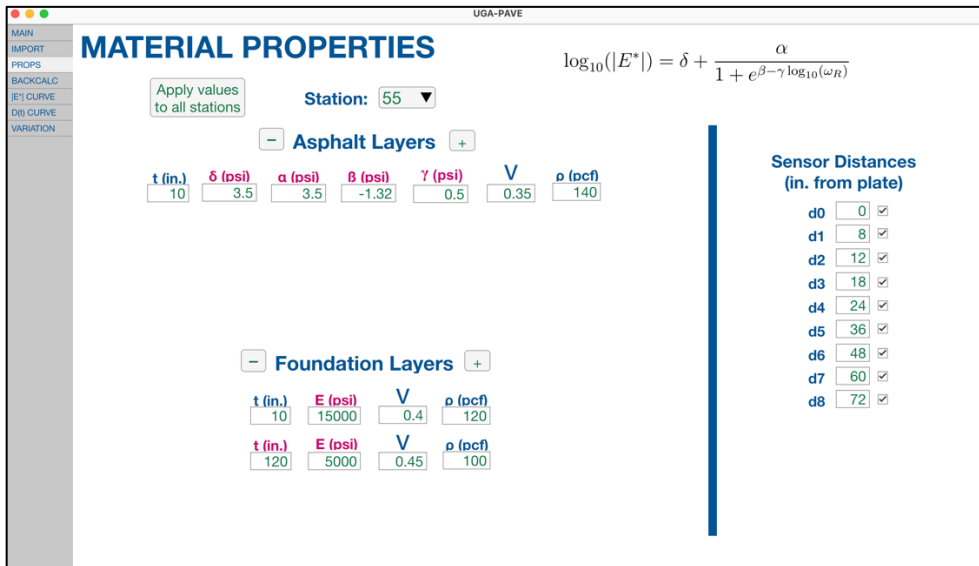 UGA-PAVE
MAIN
IMPORT
PROPS
BACKCALC
|E*| CURVE
D(t) CURVE
VARIATION
MATERIAL PROPERTIES
log₁₀(|E*|) = δ + α / (1 + e^(β−γ log₁₀(ω_R)))
Apply values
to all stations
Station: 55 ▼
− Asphalt Layers +
t (in.) δ (psi) α (psi) ß (psi) γ (psi) V ρ (pcf)
10 3.5 3.5 -1.32 0.5 0.35 140
− Foundation Layers +
t (in.) E (psi) V ρ (pcf)
10 15000 0.4 120
t (in.) E (psi) V ρ (pcf)
120 5000 0.45 100
Sensor Distances
(in. from plate)
d0 0 ✓
d1 8 ✓
d2 12 ✓
d3 18 ✓
d4 24 ✓
d5 36 ✓
d6 48 ✓
d7 60 ✓
d8 72 ✓